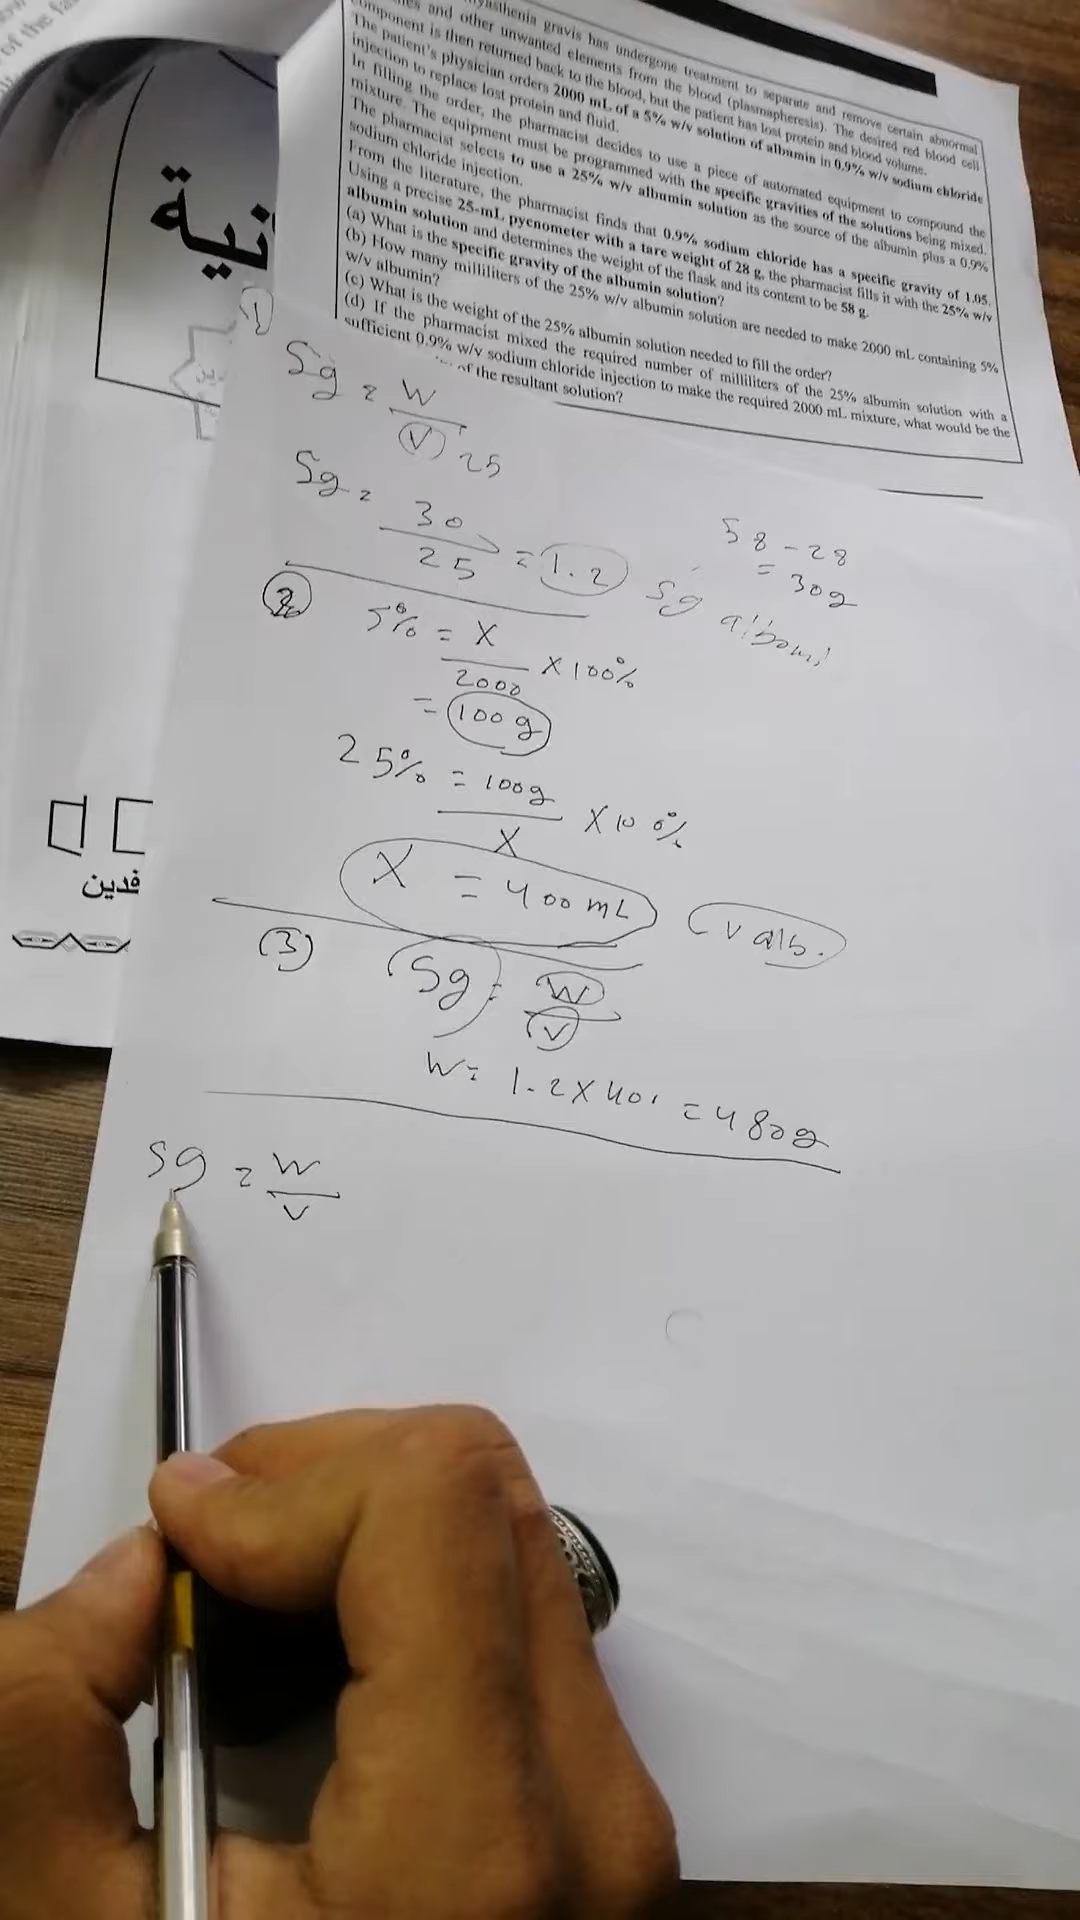 of the fa
myasthenia gravis has undergone treatment to separate and remove certain abnormal
and other unwanted elements from the blood (plasmapheresis). The desired red blood cell
component is then returned back to the blood, but the patient has lost protein and blood volume.
The patient's physician orders 2000 mL of a 5% w/v solution of albumin in 0.9% w/v sodium chloride
injection to replace lost protein and fluid.
In filling the order, the pharmacist decides to use a piece of automated equipment to compound the
mixture. The equipment must be programmed with the specific gravities of the solutions being mixed.
The pharmacist selects to use a 25% w/v albumin solution as the source of the albumin plus a 0.9%
sodium chloride injection.
From the literature, the pharmacist finds that 0.9% sodium chloride has a specific gravity of 1.05.
Using a precise 25-mL pycnometer with a tare weight of 28 g, the pharmacist fills it with the 25% w/v
albumin solution and determines the weight of the flask and its content to be 58 g.
(a) What is the specific gravity of the albumin solution?
(b) How many milliliters of the 25% w/v albumin solution are needed to make 2000 mL containing 5%
w/v albumin?
(c) What is the weight of the 25% albumin solution needed to fill the order?
(d) If the pharmacist mixed the required number of milliliters of the 25% albumin solution with a
sufficient 0.9% w/v sodium chloride injection to make the required 2000 mL mixture, what would be the
of the resultant solution?
نية
فدين
1
Sg = W
V 25
Sg = 30
25 = 1.2 Sg
58 - 28
= 30g
2
5% = X
2000 X 100%
= 100 g
25% = 100g
X X 100%
X = 400 mL V alb.
(3) Sg = W
V
W = 1.2 X 400 = 480g
Sg = W
V